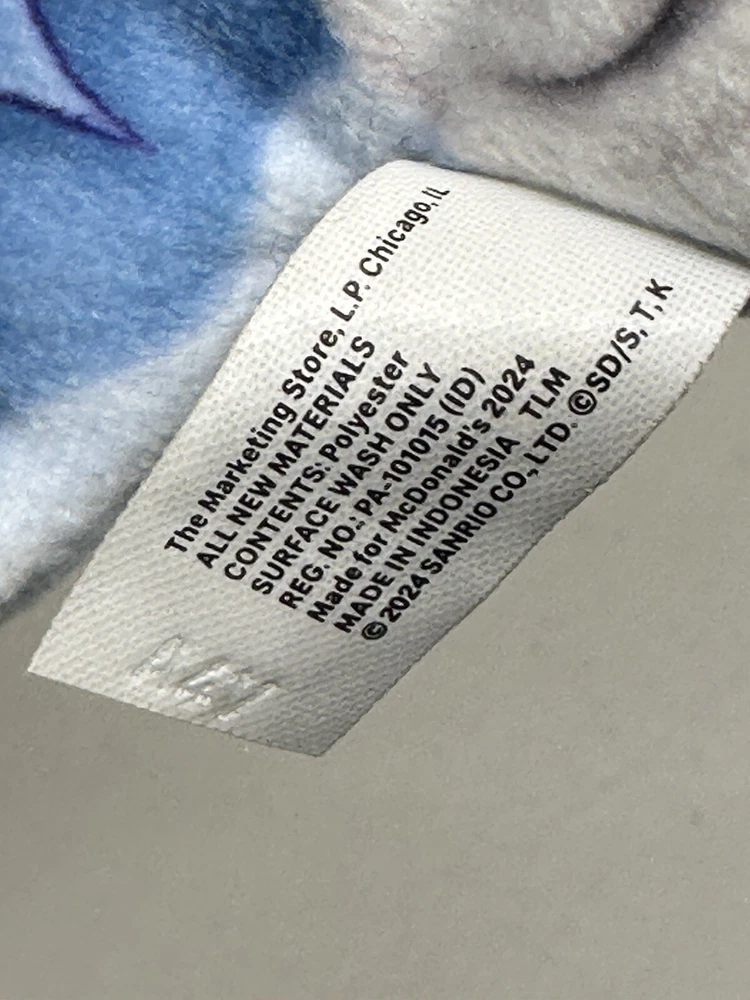 The Marketing Store, L.P. Chicago, IL
ALL NEW MATERIALS
CONTENTS: Polyester
SURFACE WASH ONLY
REG. NO.: PA-101015 (ID)
Made for McDonald's 2024
MADE IN INDONESIA TLM
© 2024 SANRIO CO., LTD. ©SD/S, T, K